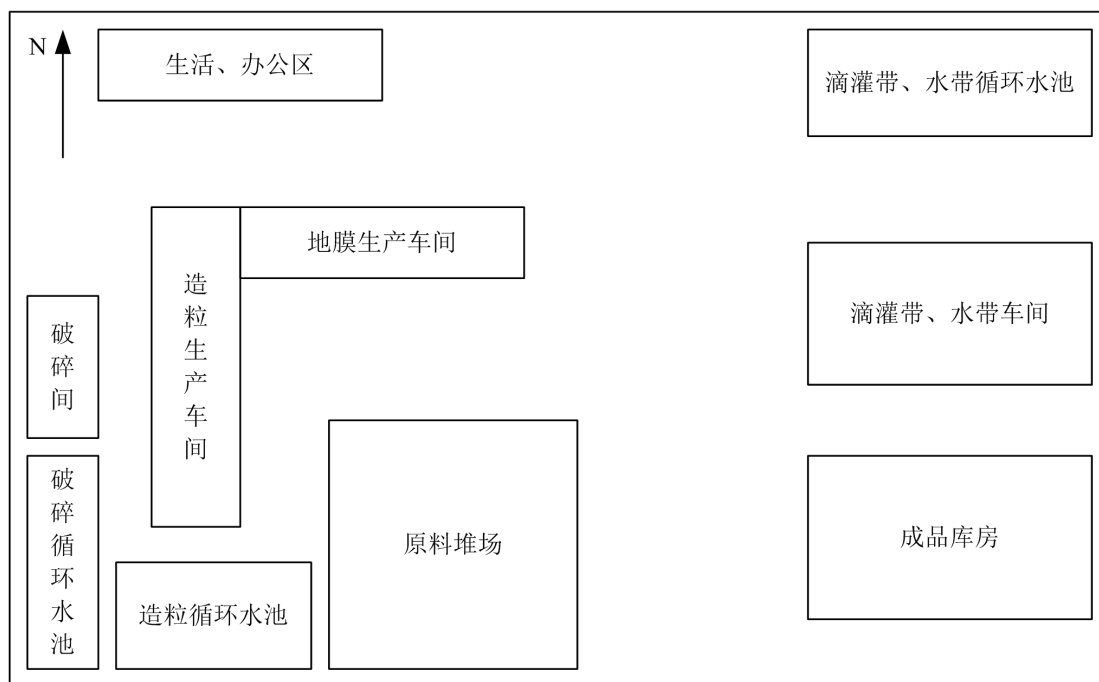 N
生活、办公区
滴灌带、水带循环水池
地膜生产车间
造粒生产车间
滴灌带、水带车间
破碎间
破碎循环水池
原料堆场
成品库房
造粒循环水池